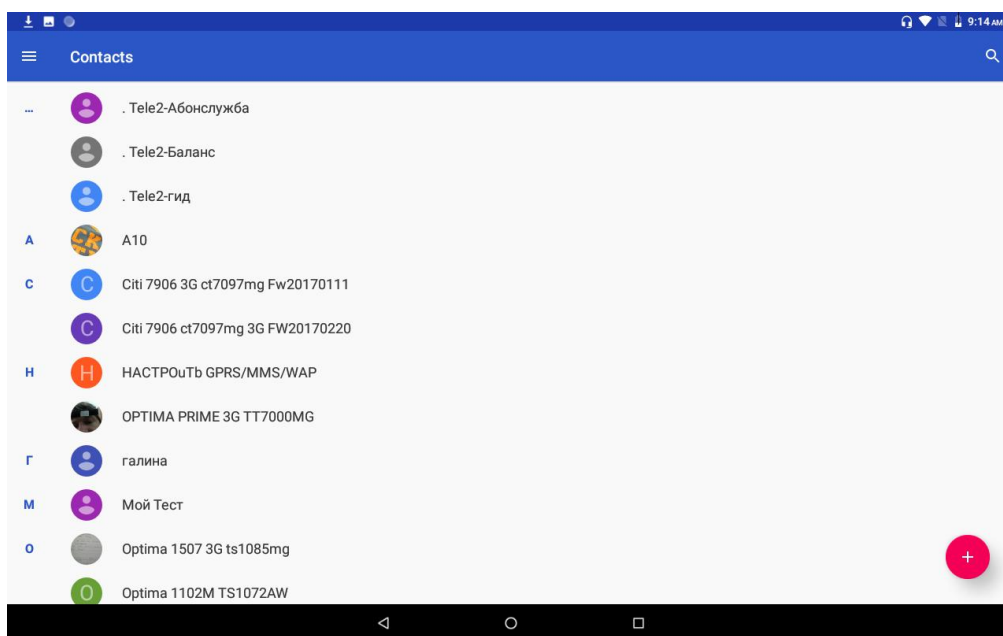 9:14 AM
Contacts
...
. Tele2-Абонслужба
. Tele2-Баланс
. Tele2-гид
A
A10
C
C
Citi 7906 3G ct7097mg Fw20170111
C
Citi 7906 ct7097mg 3G FW20170220
H
H
HACTPOuTb GPRS/MMS/WAP
OPTIMA PRIME 3G TT7000MG
Г
галина
М
Мой Тест
O
Optima 1507 3G ts1085mg
O
Optima 1102M TS1072AW